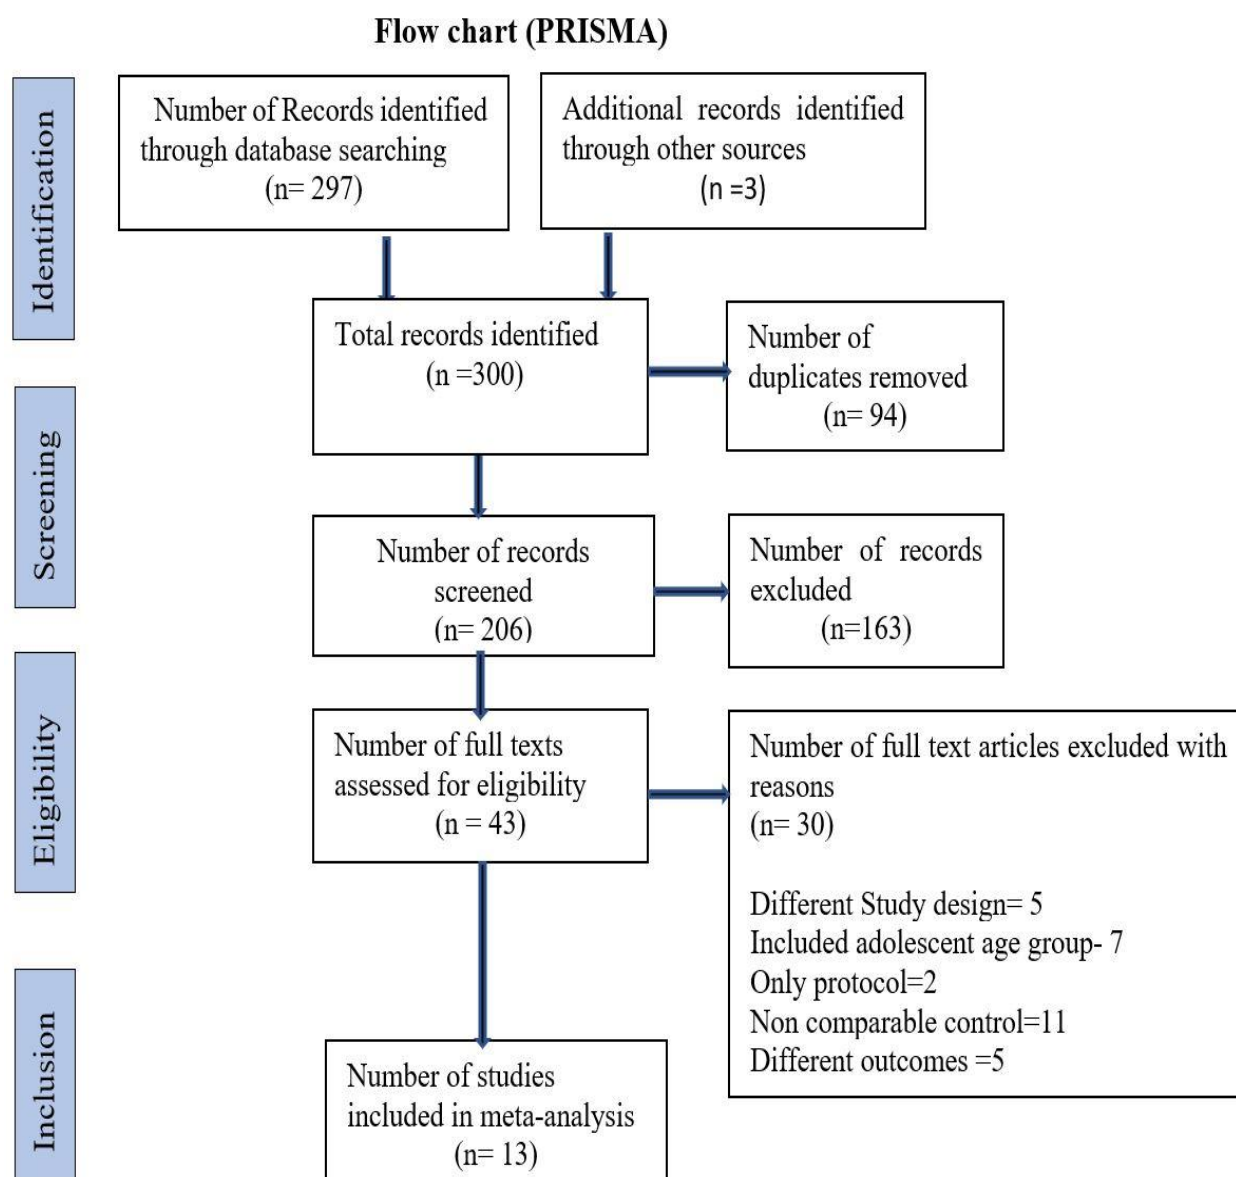 Flow chart (PRISMA)
Identification
Number of Records identified
through database searching
(n= 297)
Additional records identified
through other sources
(n =3)
Total records identified
(n =300)
Number of
duplicates removed
(n= 94)
Screening
Number of records
screened
(n= 206)
Number of records
excluded
(n=163)
Eligibility
Number of full texts
assessed for eligibility
(n = 43)
Number of full text articles excluded with
reasons
(n= 30)
Different Study design= 5
Included adolescent age group- 7
Only protocol=2
Non comparable control=11
Different outcomes =5
Inclusion
Number of studies
included in meta-analysis
(n= 13)